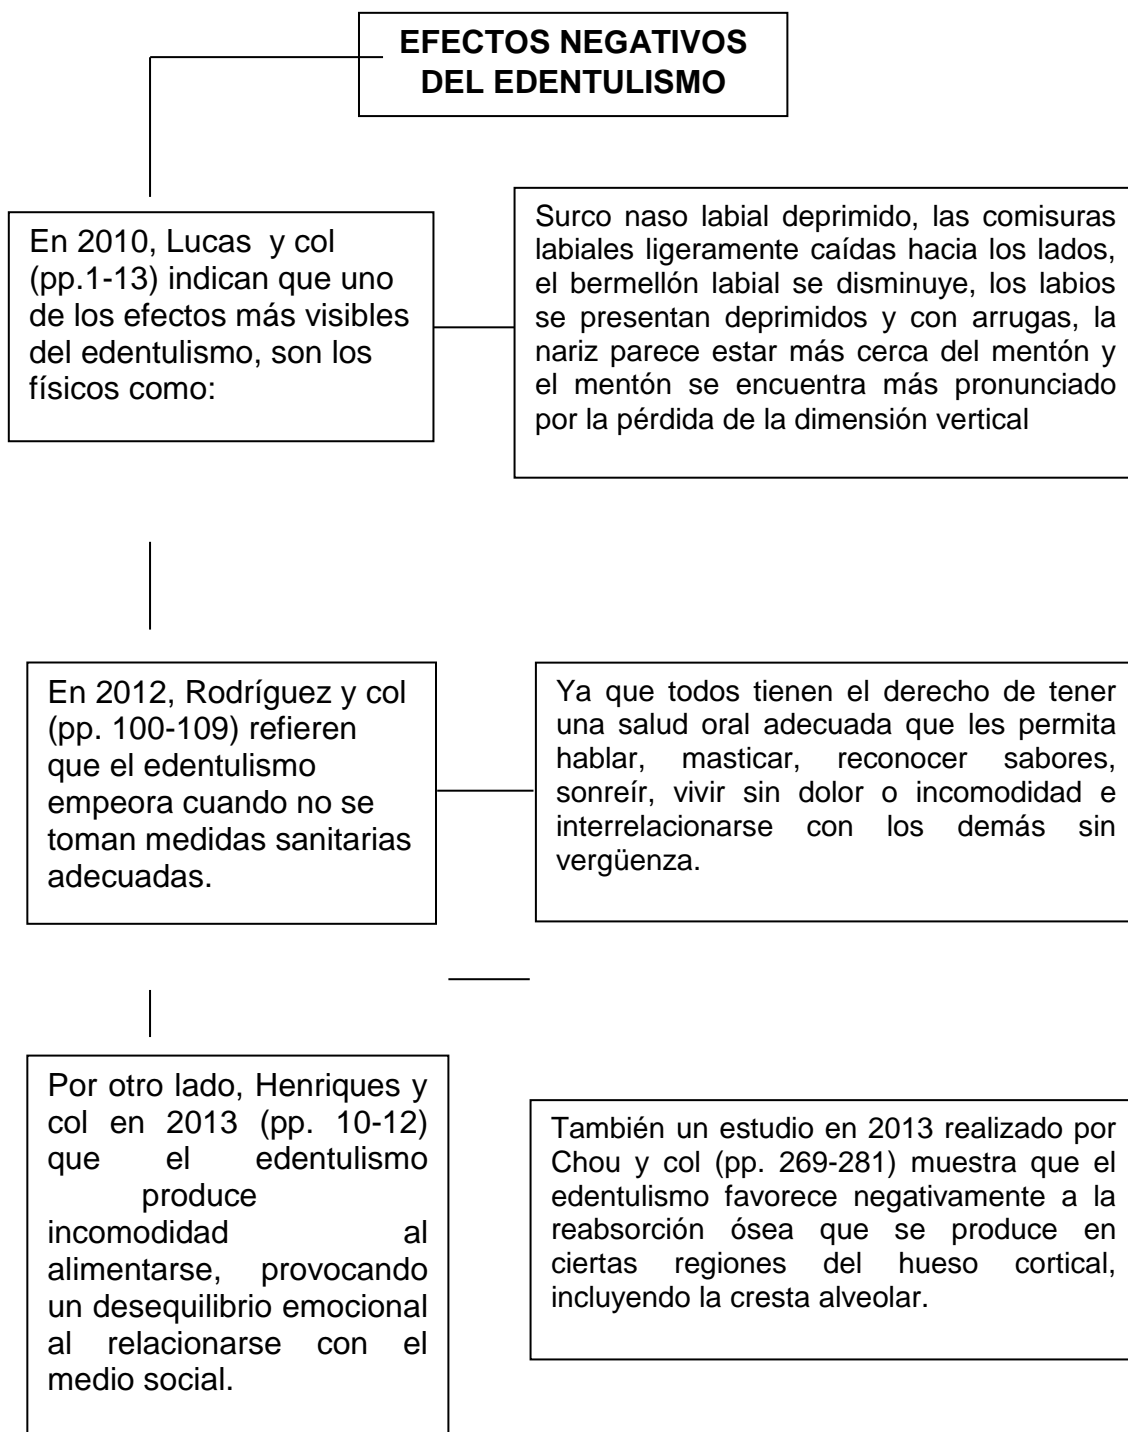 EFECTOS NEGATIVOS
DEL EDENTULISMO
En 2010, Lucas y col
(pp.1-13) indican que uno
de los efectos más visibles
del edentulismo, son los
físicos como:
Surco naso labial deprimido, las comisuras
labiales ligeramente caídas hacia los lados,
el bermellón labial se disminuye, los labios
se presentan deprimidos y con arrugas, la
nariz parece estar más cerca del mentón y
el mentón se encuentra más pronunciado
por la pérdida de la dimensión vertical
En 2012, Rodríguez y col
(pp. 100-109) refieren
que el edentulismo
empeora cuando no se
toman medidas sanitarias
adecuadas.
Ya que todos tienen el derecho de tener
una salud oral adecuada que les permita
hablar, masticar, reconocer sabores,
sonreír, vivir sin dolor o incomodidad e
interrelacionarse con los demás sin
vergüenza.
Por otro lado, Henriques y
col en 2013 (pp. 10-12)
que el edentulismo
produce
incomodidad al
alimentarse, provocando
un desequilibrio emocional
al relacionarse con el
medio social.
También un estudio en 2013 realizado por
Chou y col (pp. 269-281) muestra que el
edentulismo favorece negativamente a la
reabsorción ósea que se produce en
ciertas regiones del hueso cortical,
incluyendo la cresta alveolar.